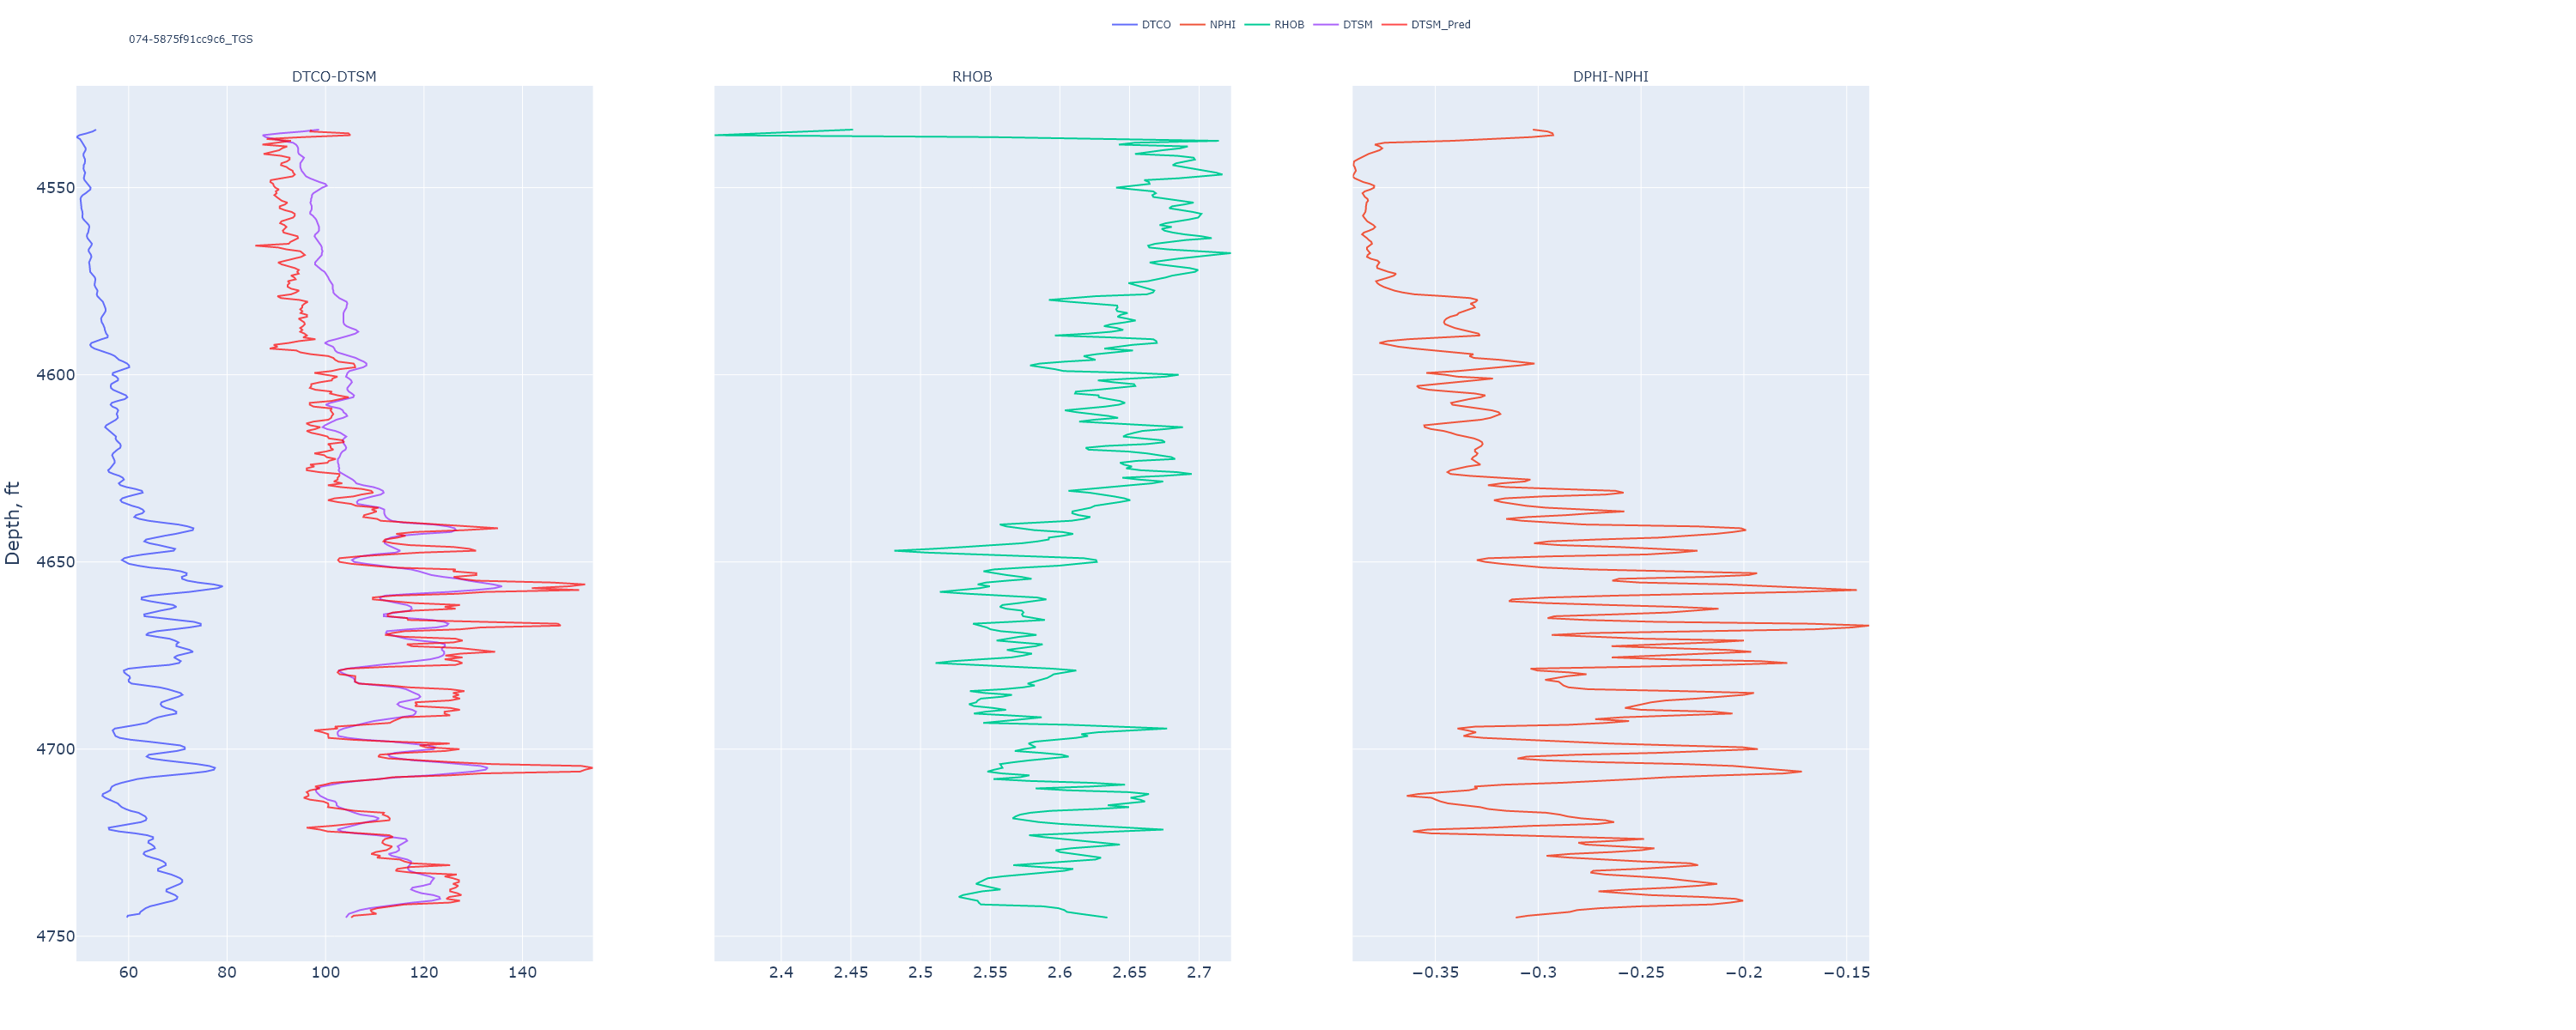 DTCO NPHI RHOB DTSM DTSM_Pred
074-5875f91cc9c6_TGS
DTCO-DTSM RHOB DPHI-NPHI
Depth, ft
4550
4600
4650
4700
4750
60 80 100 120 140
2.4 2.45 2.5 2.55 2.6 2.65 2.7
−0.35 −0.3 −0.25 −0.2 −0.15